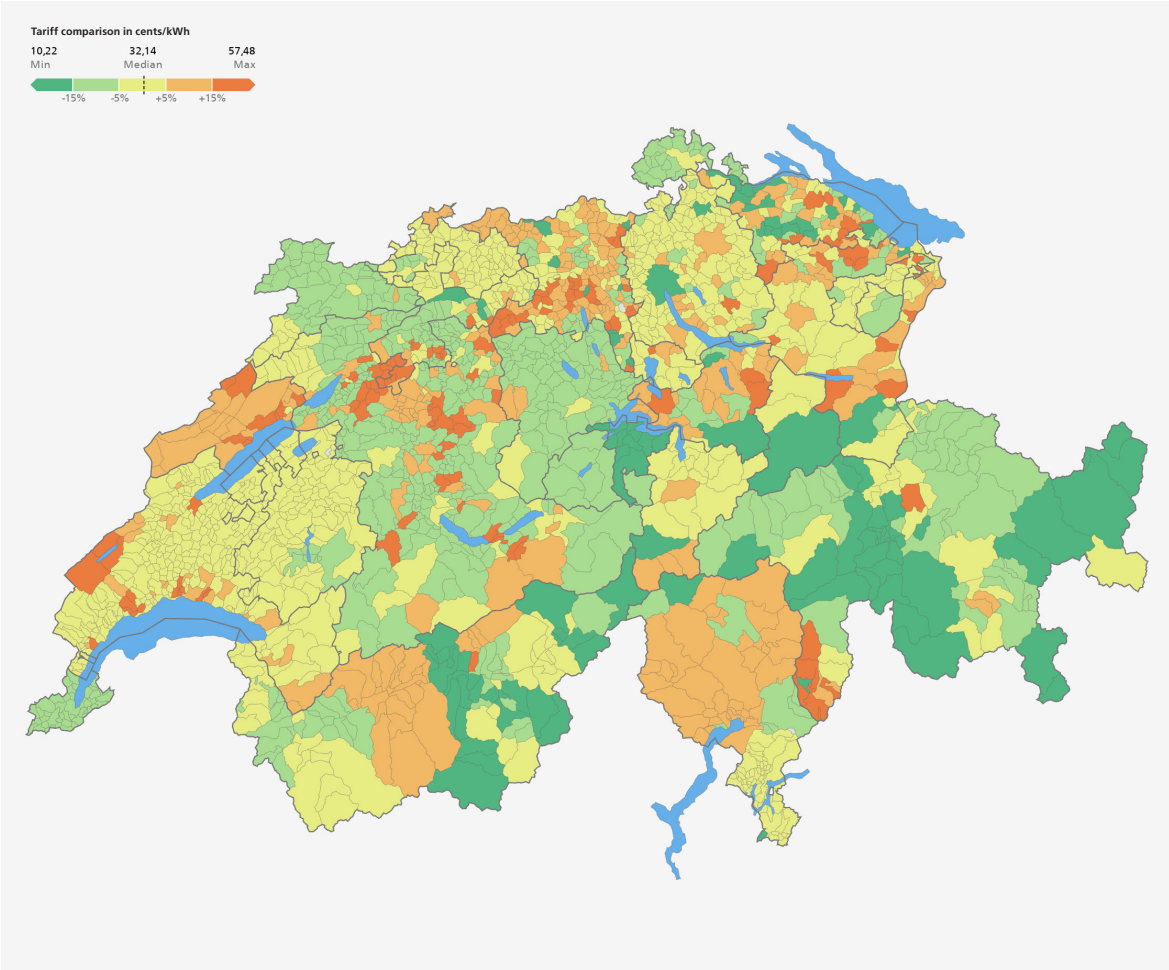 Tariff comparison in cents/kWh
10,22 32,14 57,48
Min Median Max
-15% -5% +5% +15%